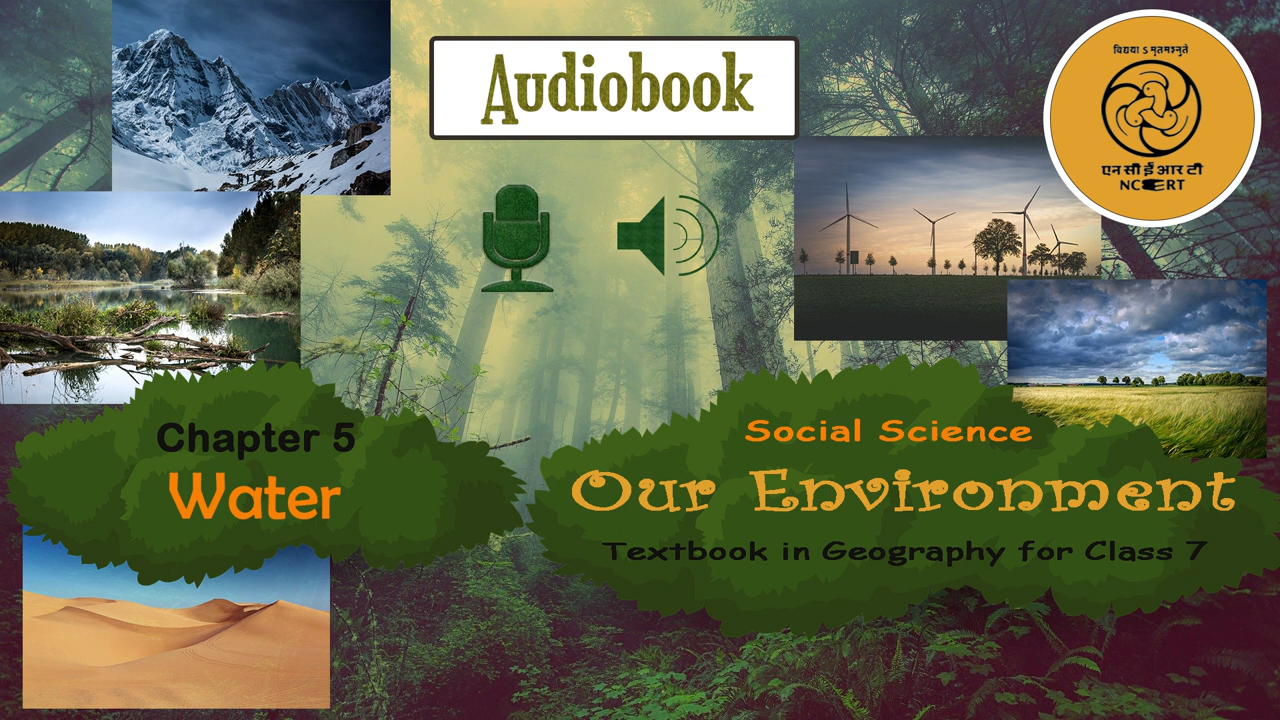 Audiobook
विद्यया ऽ मृतमश्नुते
एन सी ई आर टी
NCERT
Chapter 5
Water
Social Science
Our Environment
Textbook in Geography for Class 7